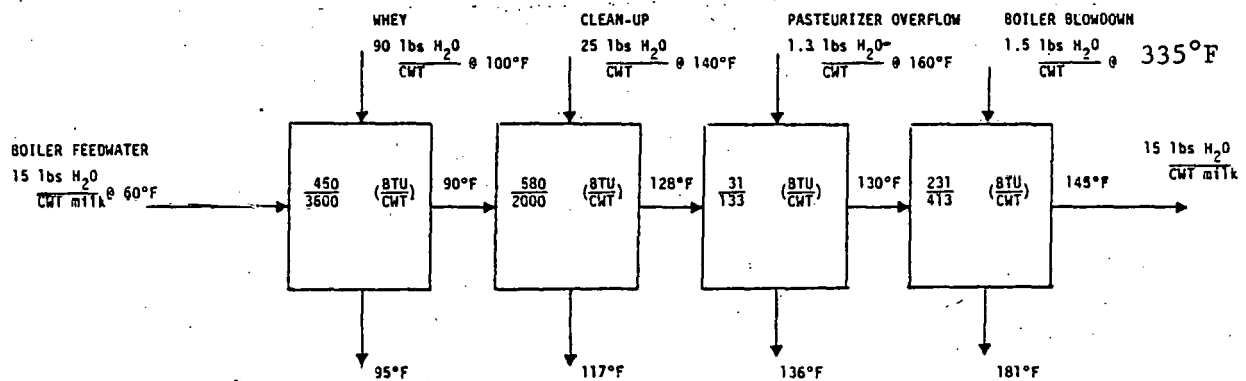 WHEY
90 lbs H2O
CWT @ 100°F
CLEAN-UP
25 lbs H2O
CWT @ 140°F
PASTEURIZER OVERFLOW
1.3 lbs H2O
CWT @ 160°F
BOILER BLOWDOWN
1.5 lbs H2O
CWT @ 335°F
BOILER FEEDWATER
15 lbs H2O
CWT milk @ 60°F
450
3600 (BTU
CWT)
90°F
580
2000 (BTU
CWT)
128°F
31
133 (BTU
CWT)
130°F
231
413 (BTU
CWT)
145°F
15 lbs H2O
CWT milk
95°F
117°F
136°F
181°F